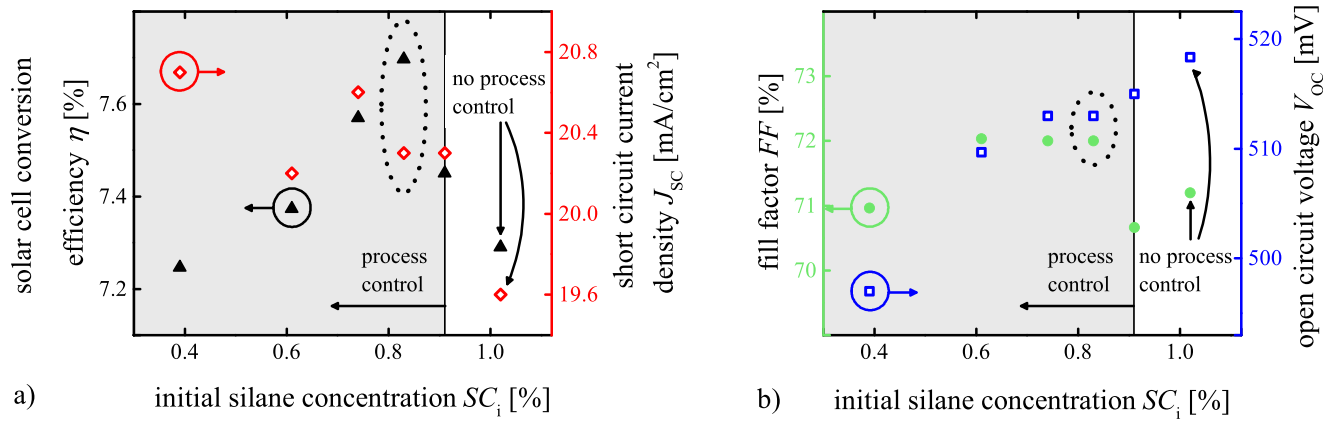 solar cell conversion
efficiency η [%]
7.6
7.4
7.2
0.4
0.6
0.8
1.0
20.8
20.4
20.0
19.6
short circuit current
density JSC [mA/cm²]
no process
control
process
control
a)
initial silane concentration SCi [%]
fill factor FF [%]
73
72
71
70
0.4
0.6
0.8
1.0
520
510
500
open circuit voltage VOC [mV]
process
control
no process
control
b)
initial silane concentration SCi [%]